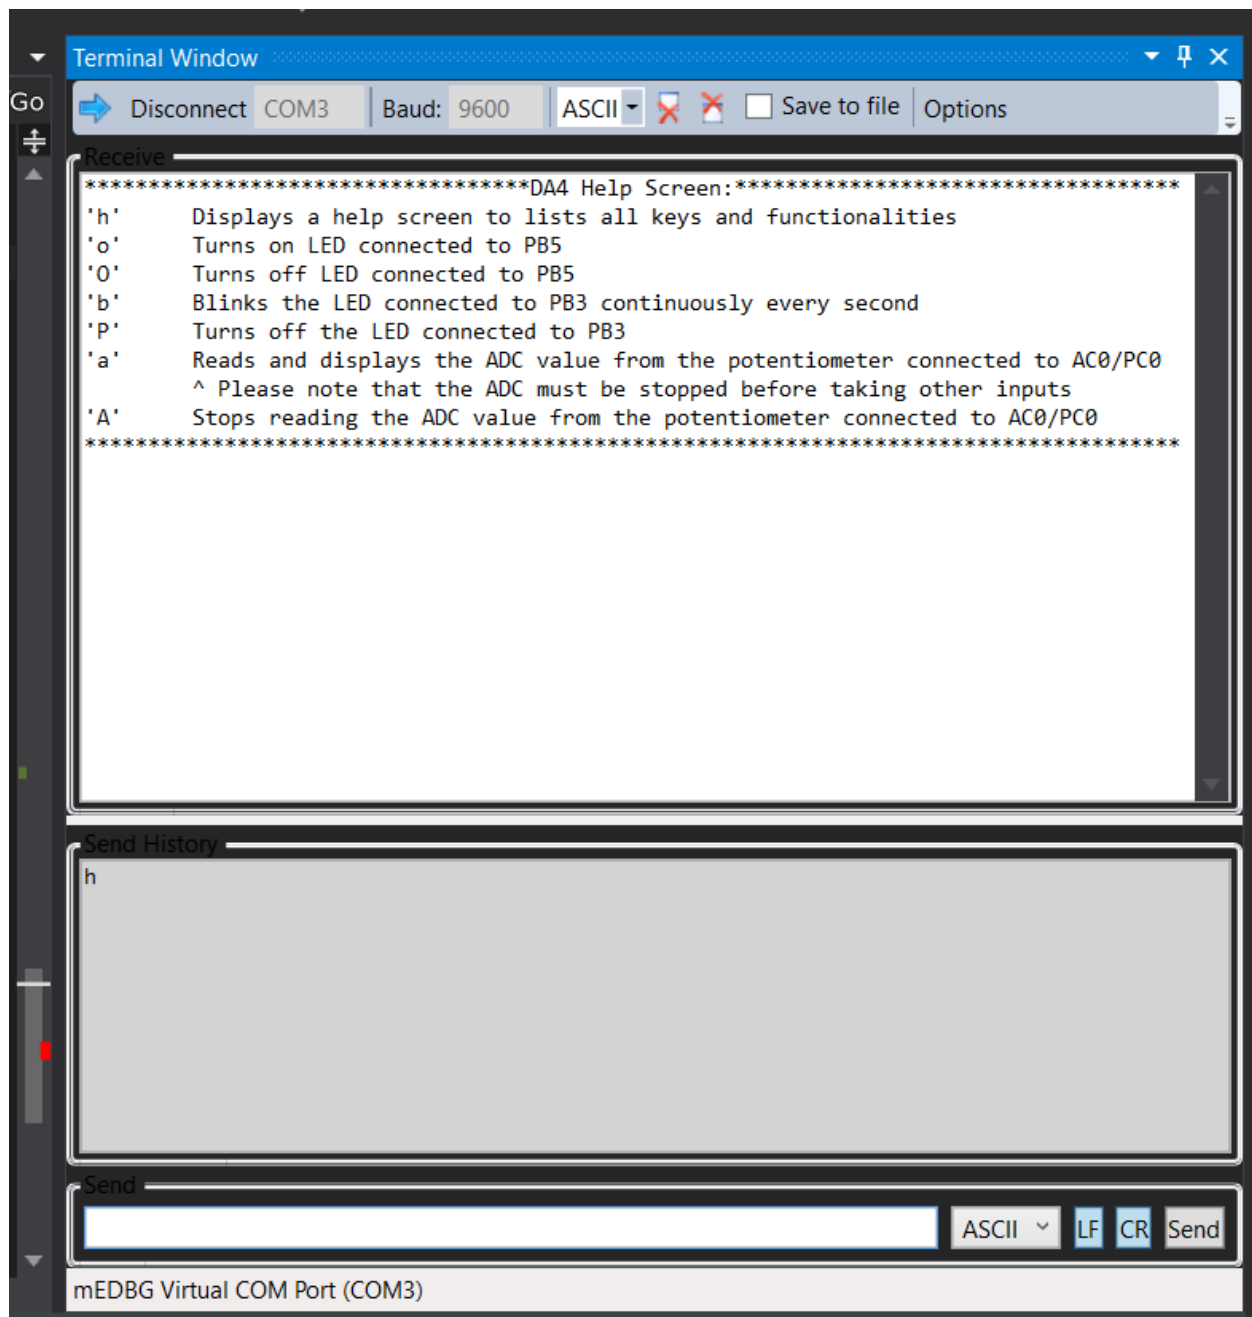 Terminal Window
Go
Disconnect COM3 Baud: 9600 ASCII Save to file Options
Receive
***********************************DA4 Help Screen:***********************************
'h' Displays a help screen to lists all keys and functionalities
'o' Turns on LED connected to PB5
'O' Turns off LED connected to PB5
'b' Blinks the LED connected to PB3 continuously every second
'P' Turns off the LED connected to PB3
'a' Reads and displays the ADC value from the potentiometer connected to AC0/PC0
^ Please note that the ADC must be stopped before taking other inputs
'A' Stops reading the ADC value from the potentiometer connected to AC0/PC0
**************************************************************************************
Send History
h
Send
ASCII LF CR Send
mEDBG Virtual COM Port (COM3)